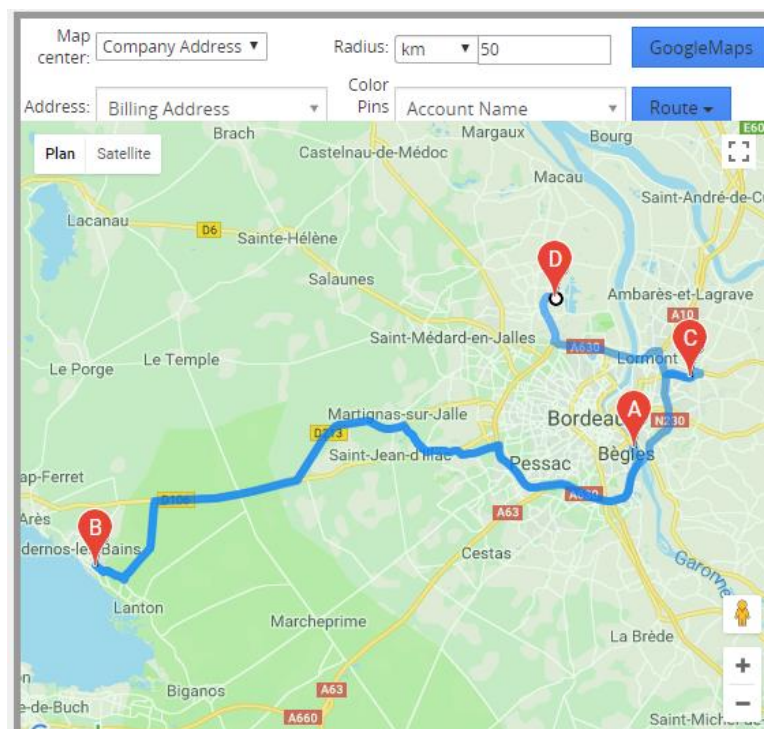 Map center:
Company Address
Radius:
km
50
GoogleMaps
Address:
Billing Address
Color Pins
Account Name
Route
Plan
Satellite
Brach
Castelnau-de-Médoc
Margaux
Bourg
E60
Macau
Saint-André-de-Cu
Lacanau
D6
Sainte-Hélène
D
Salaunes
Ambarès-et-Lagrave
A10
Saint-Médard-en-Jalles
A630
Lormont
C
Le Porge
Le Temple
Martignas-sur-Jalle
Bordeau
A
N230
D213
Saint-Jean-d'Illac
Bègles
Pessac
ap-Ferret
D106
A630
A63
Arès
B
dernos-les-Bains
Cestas
Garonne
Lanton
Marcheprime
La Brède
Biganos
A63
e-de-Buch
A660
Saint-Michel-de